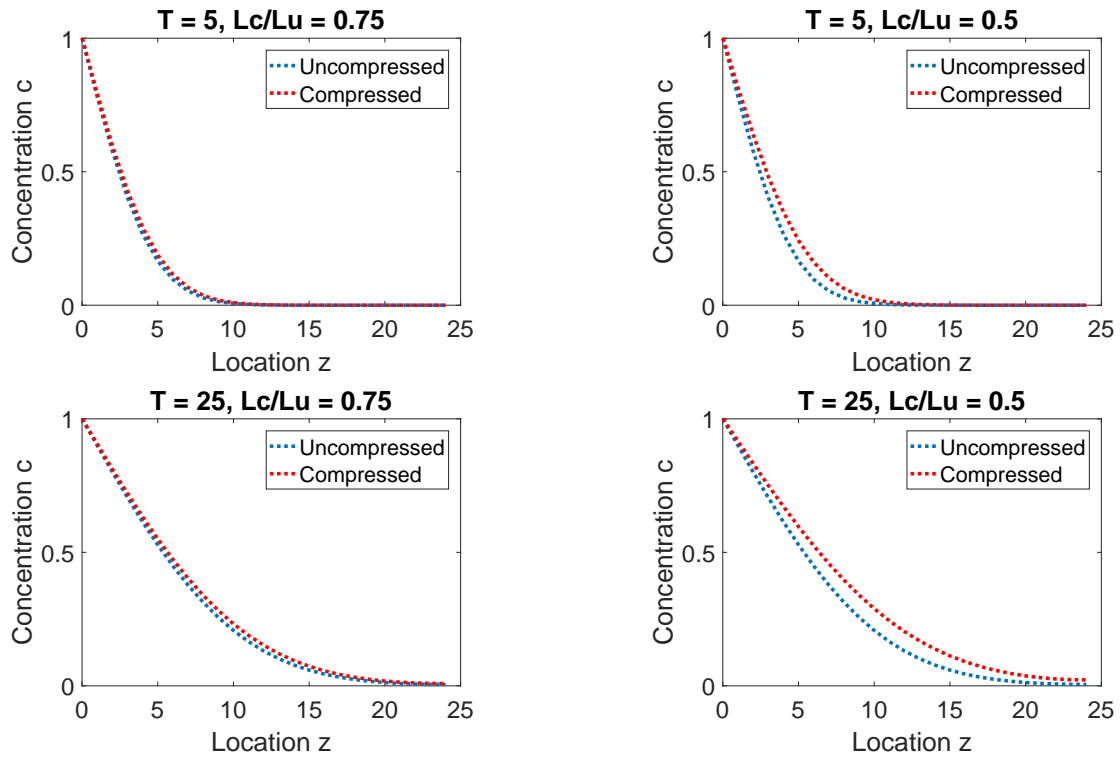 T = 5, Lc/Lu = 0.75
1
0.5
0
Concentration c
Uncompressed
Compressed
0 5 10 15 20 25
Location z
T = 5, Lc/Lu = 0.5
1
0.5
0
Concentration c
Uncompressed
Compressed
0 5 10 15 20 25
Location z
T = 25, Lc/Lu = 0.75
1
0.5
0
Concentration c
Uncompressed
Compressed
0 5 10 15 20 25
Location z
T = 25, Lc/Lu = 0.5
1
0.5
0
Concentration c
Uncompressed
Compressed
0 5 10 15 20 25
Location z